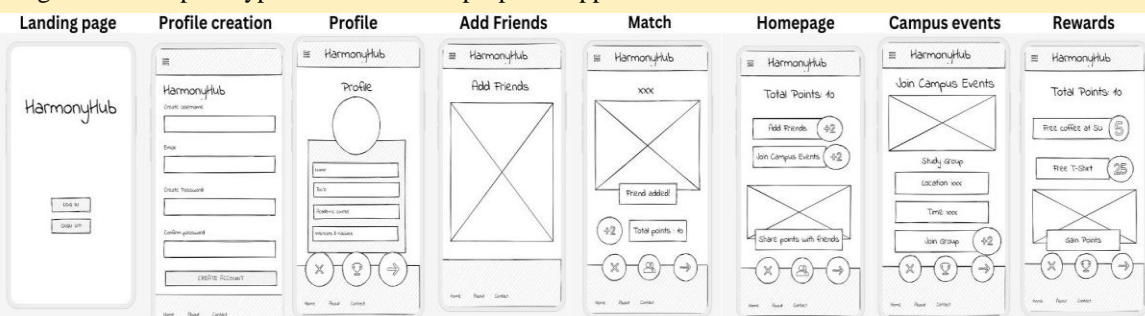 Landing page
HarmonyHub
LOG IN
SIGN UP
Profile creation
HarmonyHub
Create Username
Email
Create Password
Confirm password
CREATE ACCOUNT
Home About Contact
Profile
HarmonyHub
Profile
Name
Academic course
Interests & Hobbies
Home About Contact
Add Friends
HarmonyHub
Add Friends
Home About Contact
Match
HarmonyHub
xxx
Friend added!
+2 Total points : 10
Home About Contact
Homepage
HarmonyHub
Total Points: 10
Add Friends +2
Join Campus Events +2
Share points with friends
Home About Contact
Campus events
HarmonyHub
Join Campus Events
Study Group
Location xxx
Time xxx
Join Group +2
Home About Contact
Rewards
HarmonyHub
Total Points: 10
Free coffee at SU 5
Free T-Shirt 25
Gain Points
Home About Contact